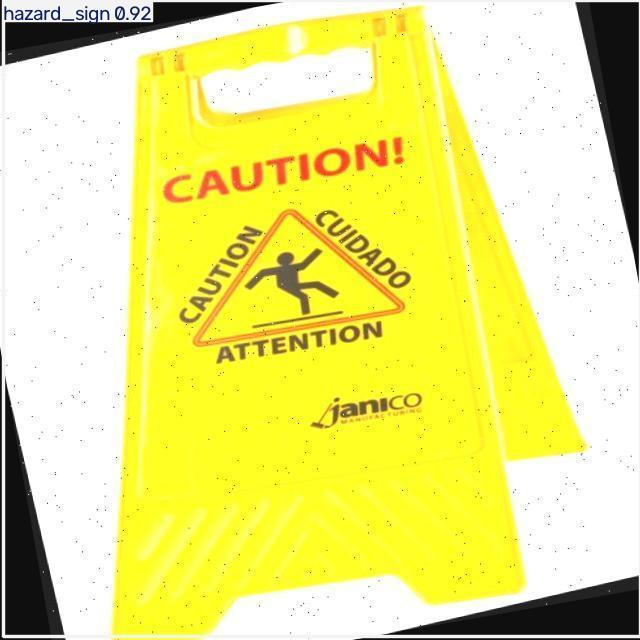 hazard_sign 0.92
CAUTION!
CAUTION
CUIDADO
ATTENTION
janico
MANUFACTURING